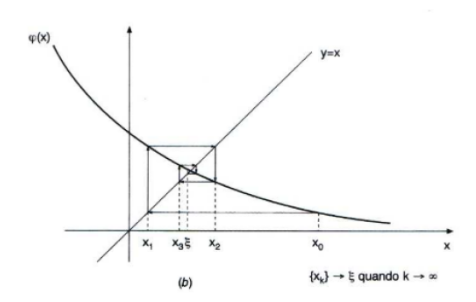 φ(x)
y=x
x₁ x₃ ξ x₂ x₀ x
(b)
{xₖ} → ξ quando k → ∞